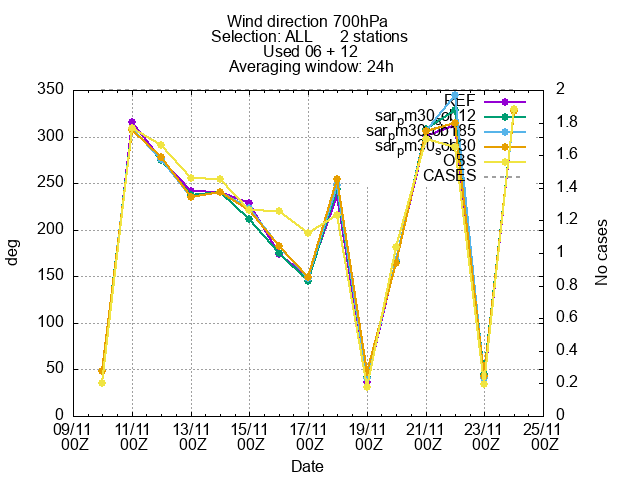 Wind direction 700hPa
Selection: ALL 2 stations
Used 06 + 12
Averaging window: 24h
350
300
250
200
150
100
50
0
deg
2
1.8
1.6
1.4
1.2
1
0.8
0.6
0.4
0.2
0
No cases
REF
sar_pm30_sob12
sar_pm30_sob185
sar_pm30_sob30
OBS
CASES
09/11 11/11 13/11 15/11 17/11 19/11 21/11 23/11 25/11
00Z 00Z 00Z 00Z 00Z 00Z 00Z 00Z 00Z
Date